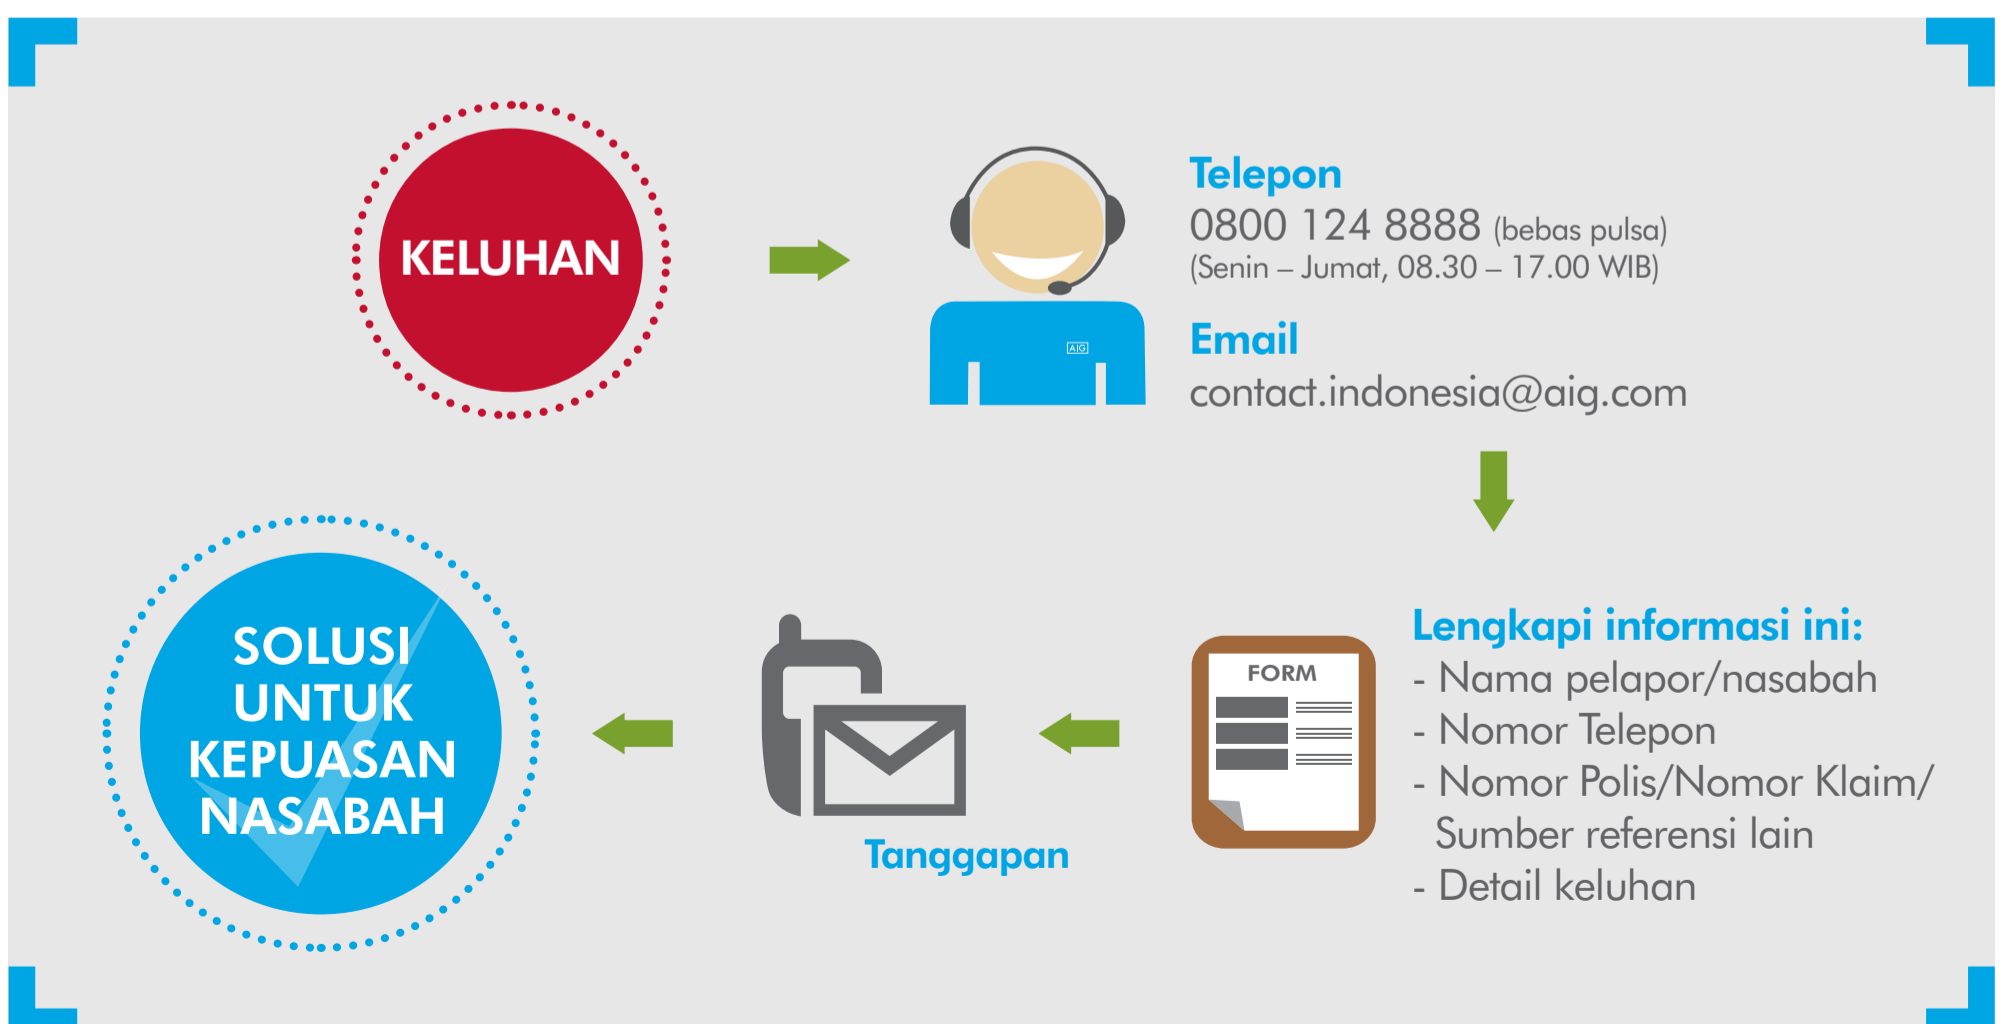 KELUHAN
Telepon
0800 124 8888 (bebas pulsa)
(Senin – Jumat, 08.30 – 17.00 WIB)
Email
contact.indonesia@aig.com
AIG
Lengkapi informasi ini:
- Nama pelapor/nasabah
- Nomor Telepon
- Nomor Polis/Nomor Klaim/
Sumber referensi lain
- Detail keluhan
FORM
Tanggapan
SOLUSI
UNTUK
KEPUASAN
NASABAH